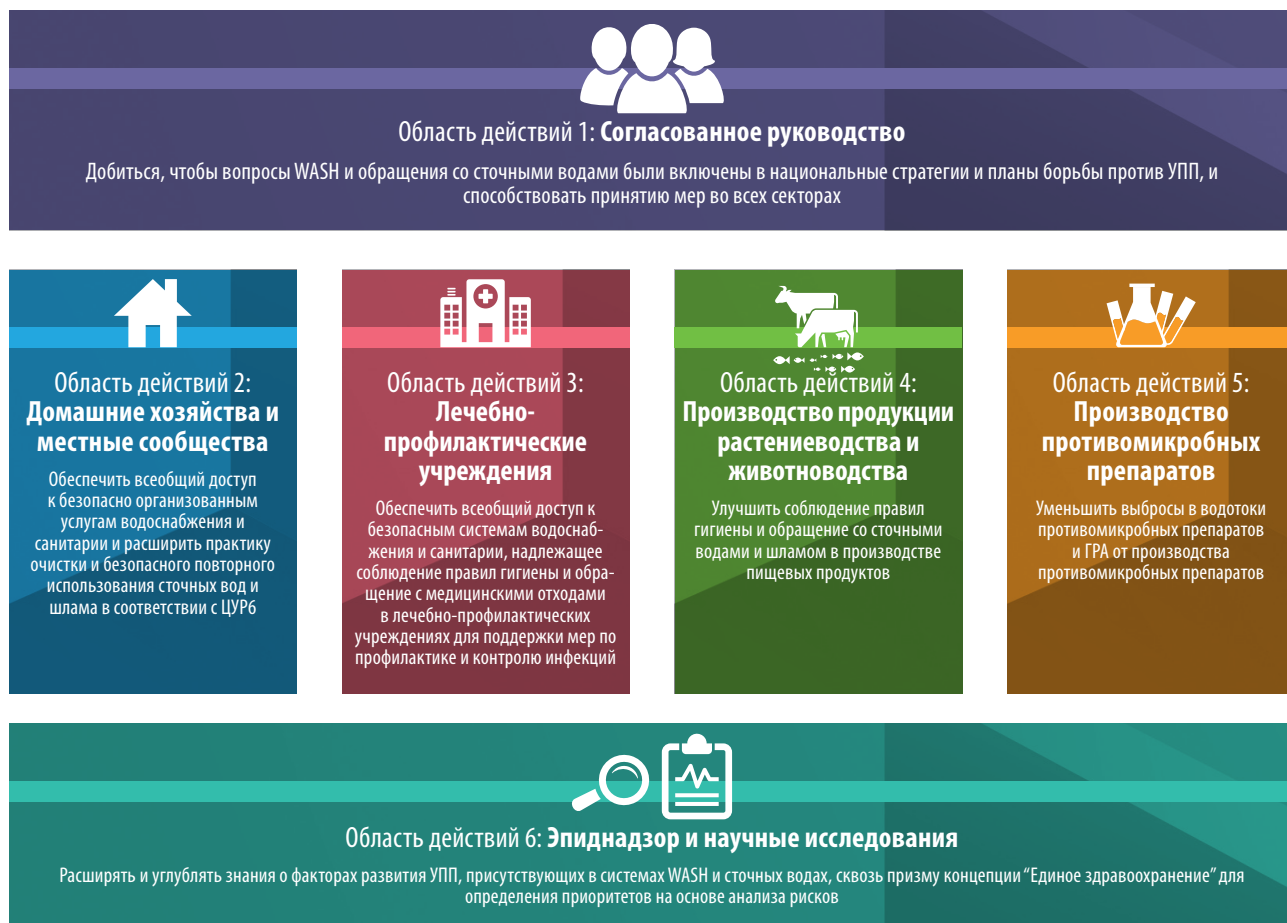 Область действий 1: Согласованное руководство
Добиться, чтобы вопросы WASH и обращения со сточными водами были включены в национальные стратегии и планы борьбы против УПП, и
способствовать принятию мер во всех секторах
Область действий 2:
Домашние хозяйства и
местные сообщества
Обеспечить всеобщий доступ
к безопасно организованным
услугам водоснабжения и
санитарии и расширить практику
очистки и безопасного повторного
использования сточных вод и
шлама в соответствии с ЦУР6
Область действий 3:
Лечебно-
профилактические
учреждения
Обеспечить всеобщий доступ к
безопасным системам водоснаб-
жения и санитарии, надлежащее
соблюдение правил гигиены и обра-
щение с медицинскими отходами
в лечебно-профилактических
учреждениях для поддержки мер по
профилактике и контролю инфекций
Область действий 4:
Производство продукции
растениеводства и
животноводства
Улучшить соблюдение правил
гигиены и обращение со сточными
водами и шламом в производстве
пищевых продуктов
Область действий 5:
Производство
противомикробных
препаратов
Уменьшить выбросы в водотоки
противомикробных препаратов
и ГРА от производства
противомикробных препаратов
Область действий 6: Эпиднадзор и научные исследования
Расширять и углублять знания о факторах развития УПП, присутствующих в системах WASH и сточных водах, сквозь призму концепции “Единое здравоохранение” для
определения приоритетов на основе анализа рисков